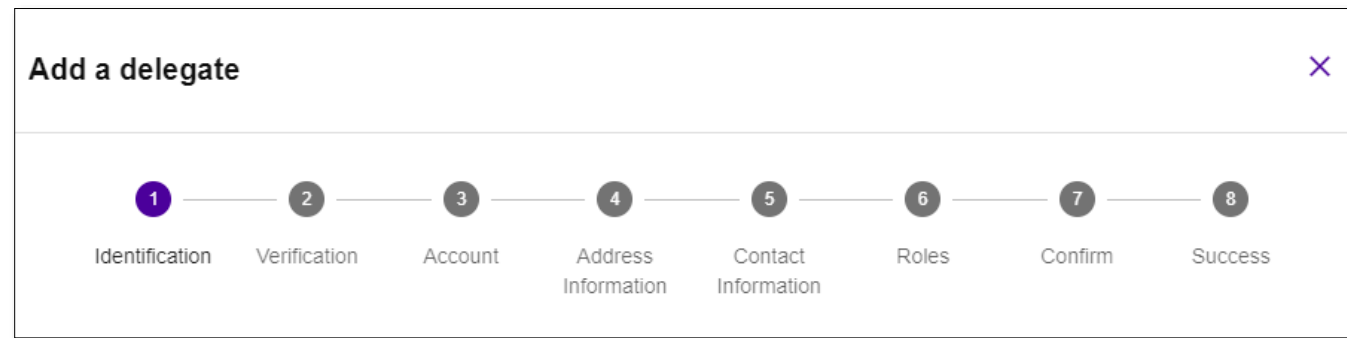 Add a delegate
1 2 3 4 5 6 7 8
Identification Verification Account Address Contact Roles Confirm Success
Information Information